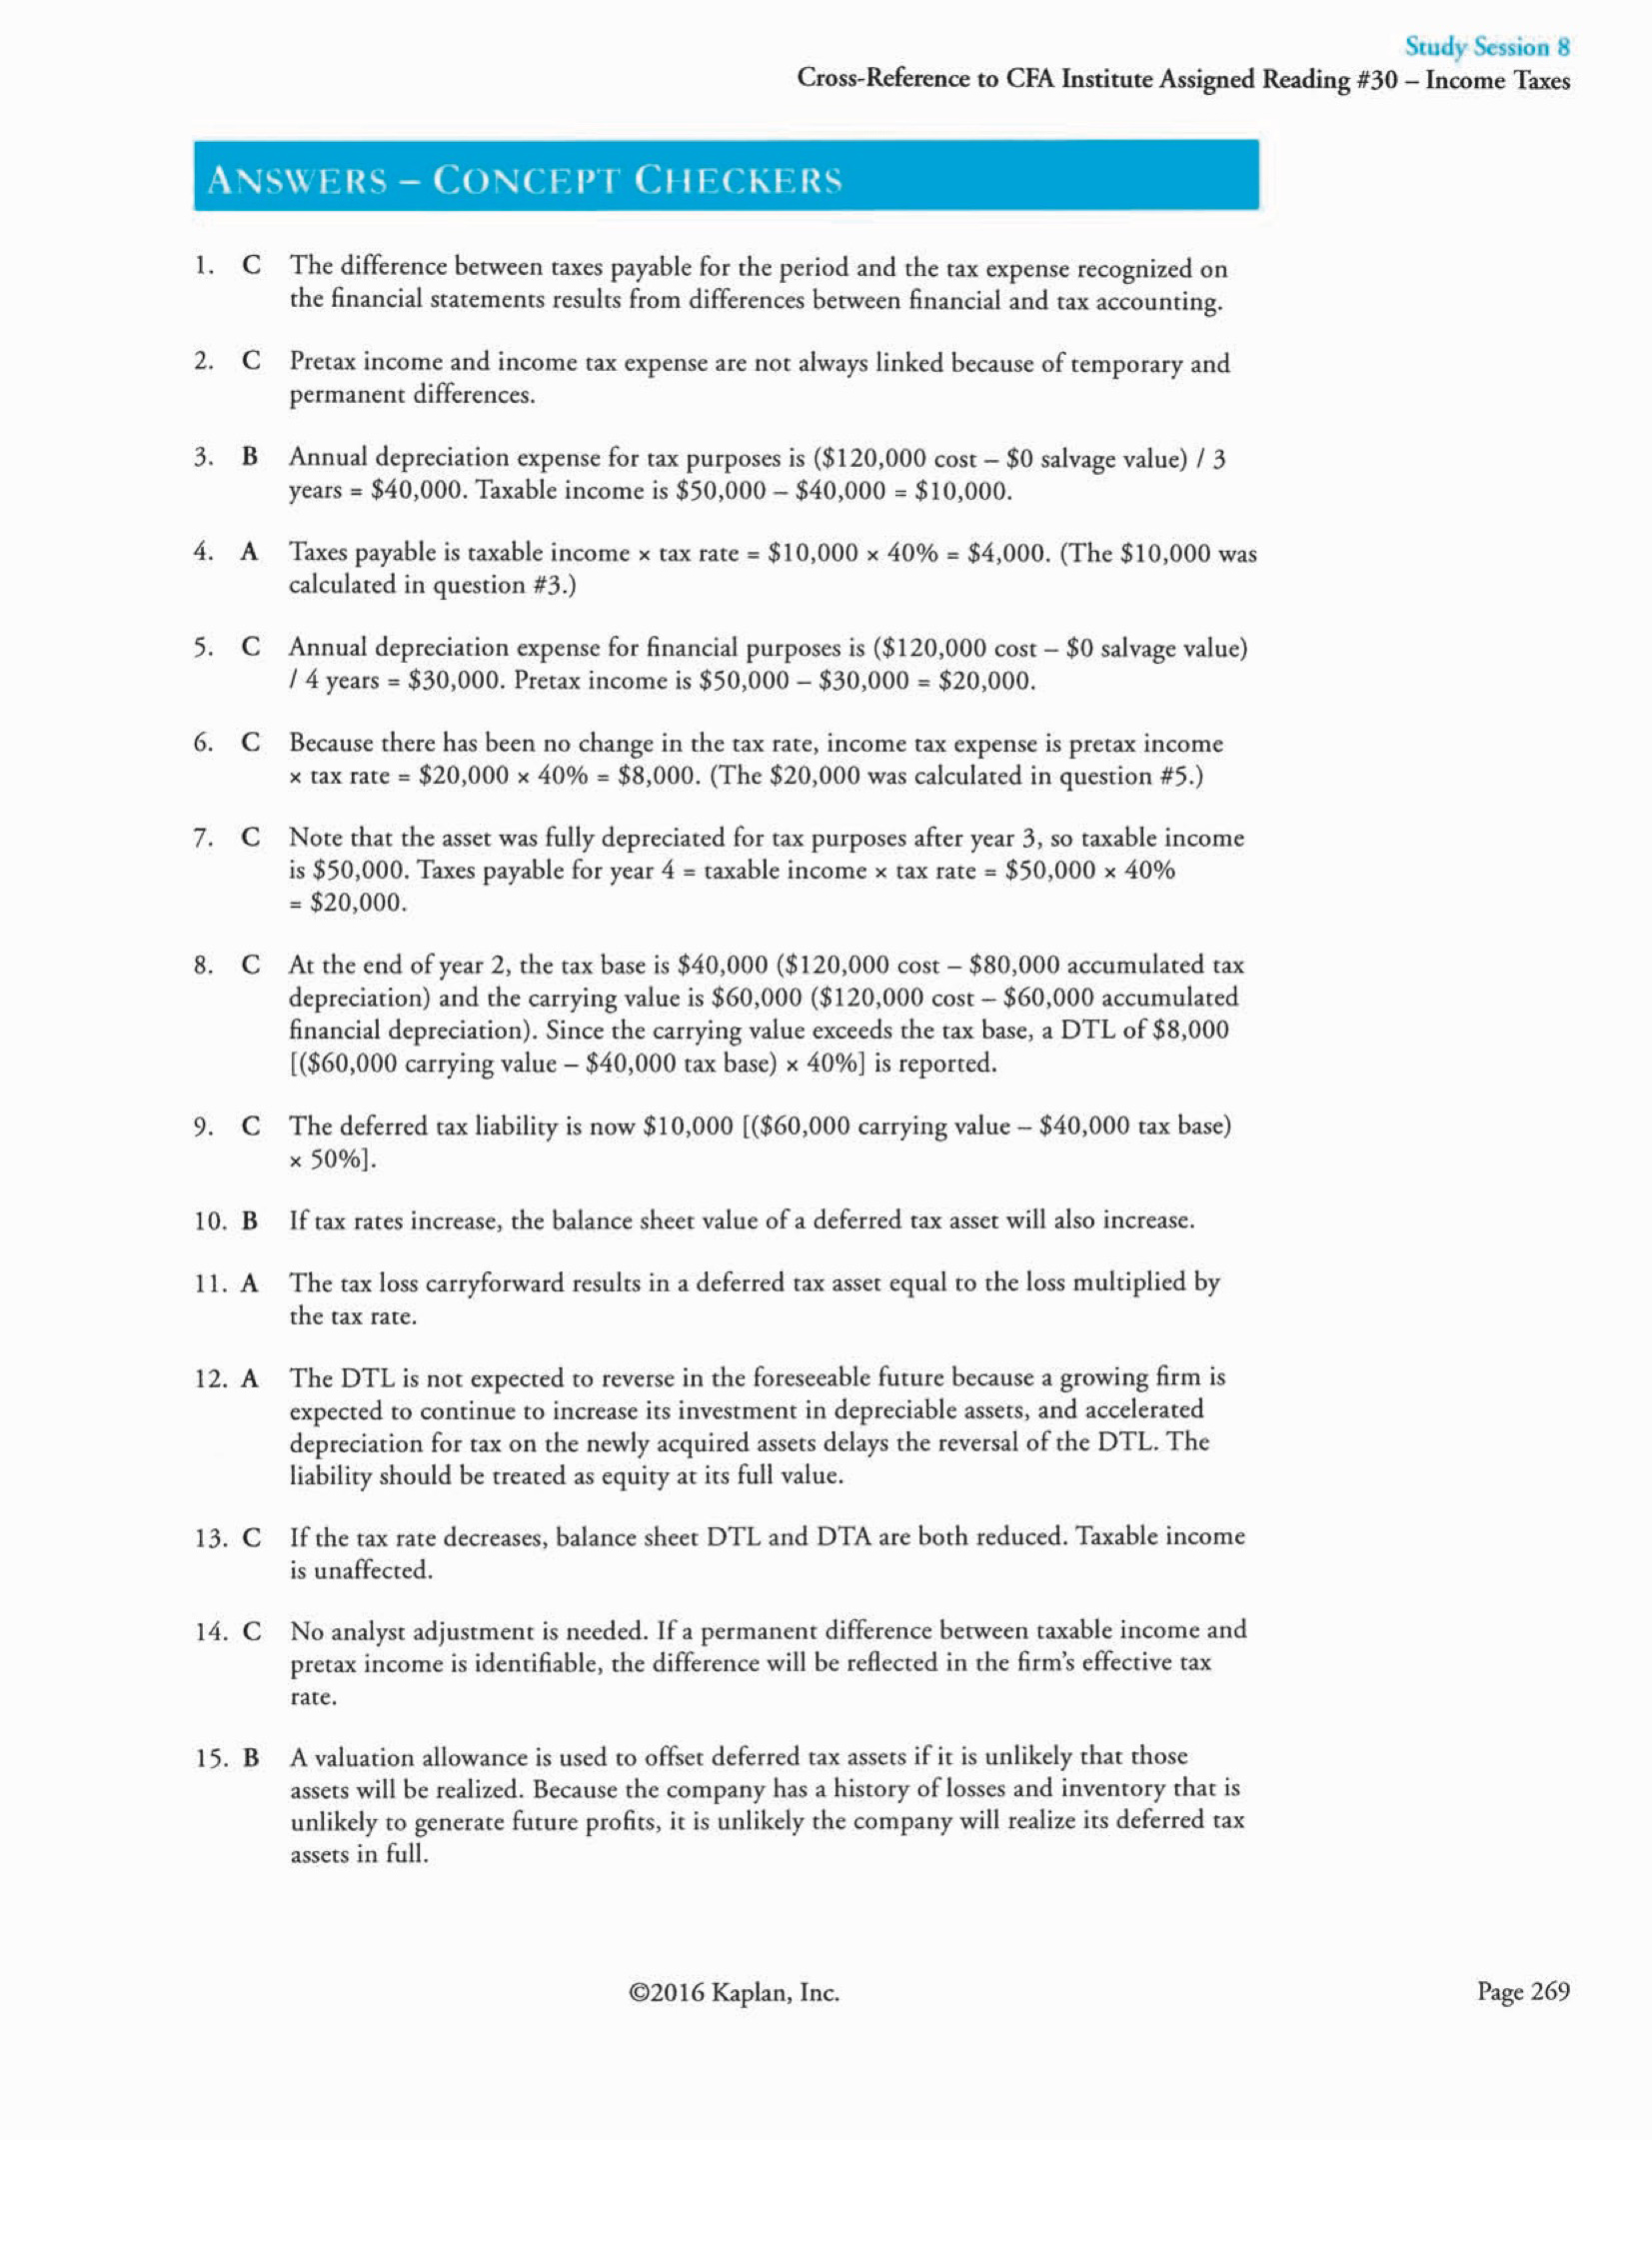 Study Session 8
Cross-Reference to CFA Institute Assigned Reading #30 – Income Taxes
ANSWERS – CONCEPT CHECKERS
1. C The difference between taxes payable for the period and the tax expense recognized on
the financial statements results from differences between financial and tax accounting.
2. C Pretax income and income tax expense are not always linked because of temporary and
permanent differences.
3. B Annual depreciation expense for tax purposes is ($120,000 cost – $0 salvage value) / 3
years = $40,000. Taxable income is $50,000 – $40,000 = $10,000.
4. A Taxes payable is taxable income × tax rate = $10,000 × 40% = $4,000. (The $10,000 was
calculated in question #3.)
5. C Annual depreciation expense for financial purposes is ($120,000 cost – $0 salvage value)
/ 4 years = $30,000. Pretax income is $50,000 – $30,000 = $20,000.
6. C Because there has been no change in the tax rate, income tax expense is pretax income
× tax rate = $20,000 × 40% = $8,000. (The $20,000 was calculated in question #5.)
7. C Note that the asset was fully depreciated for tax purposes after year 3, so taxable income
is $50,000. Taxes payable for year 4 = taxable income × tax rate = $50,000 × 40%
= $20,000.
8. C At the end of year 2, the tax base is $40,000 ($120,000 cost – $80,000 accumulated tax
depreciation) and the carrying value is $60,000 ($120,000 cost – $60,000 accumulated
financial depreciation). Since the carrying value exceeds the tax base, a DTL of $8,000
[($60,000 carrying value – $40,000 tax base) × 40%] is reported.
9. C The deferred tax liability is now $10,000 [($60,000 carrying value – $40,000 tax base)
× 50%].
10. B If tax rates increase, the balance sheet value of a deferred tax asset will also increase.
11. A The tax loss carryforward results in a deferred tax asset equal to the loss multiplied by
the tax rate.
12. A The DTL is not expected to reverse in the foreseeable future because a growing firm is
expected to continue to increase its investment in depreciable assets, and accelerated
depreciation for tax on the newly acquired assets delays the reversal of the DTL. The
liability should be treated as equity at its full value.
13. C If the tax rate decreases, balance sheet DTL and DTA are both reduced. Taxable income
is unaffected.
14. C No analyst adjustment is needed. If a permanent difference between taxable income and
pretax income is identifiable, the difference will be reflected in the firm's effective tax
rate.
15. B A valuation allowance is used to offset deferred tax assets if it is unlikely that those
assets will be realized. Because the company has a history of losses and inventory that is
unlikely to generate future profits, it is unlikely the company will realize its deferred tax
assets in full.
©2016 Kaplan, Inc.
Page 269